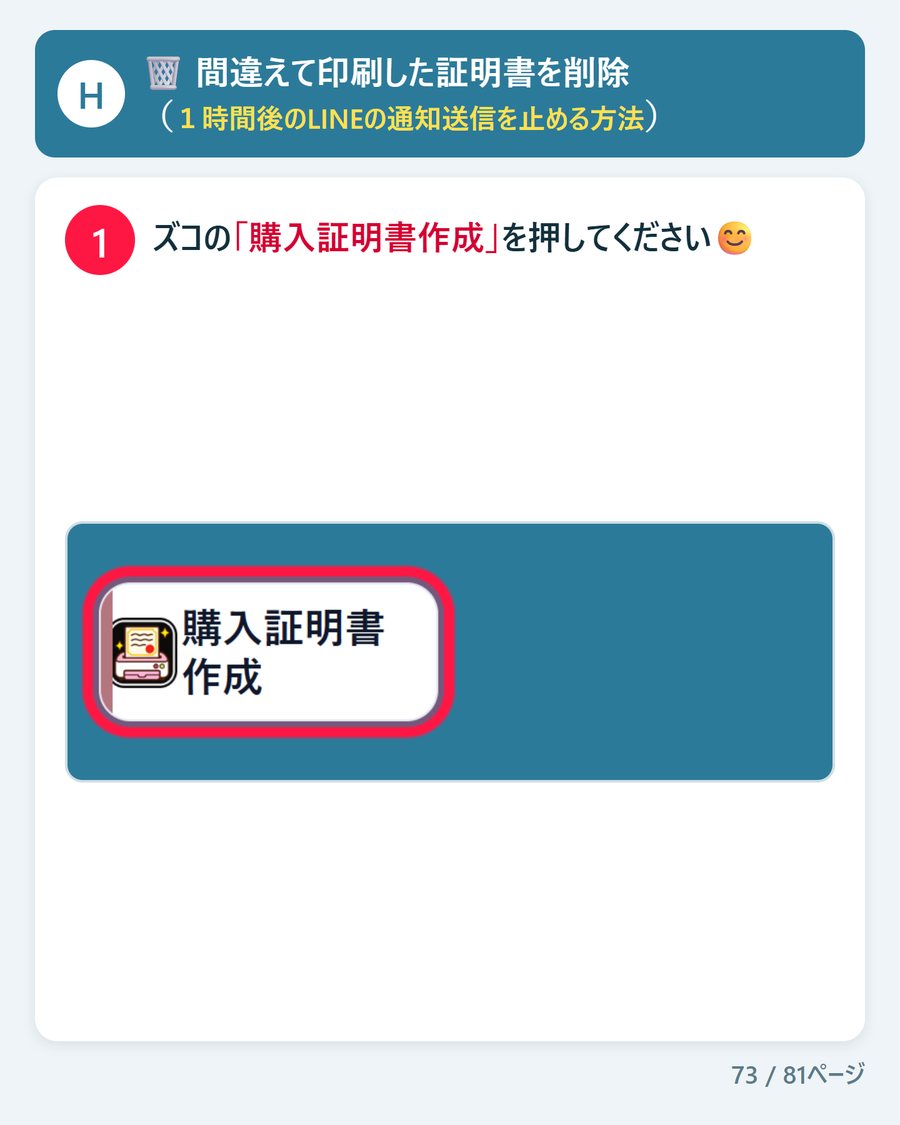 H
間違えて印刷した証明書を削除
（１時間後のLINEの通知送信を止める方法）
1
ズコの「購入証明書作成」を押してください
購入証明書
作成
73 / 81ページ